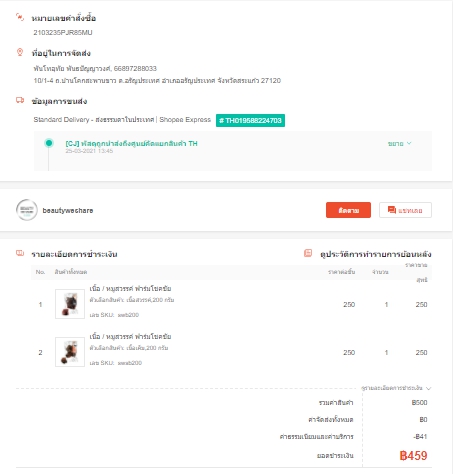 หมายเลขคำสั่งซื้อ
2103235PJR85MU
ที่อยู่ในการจัดส่ง
พันโทอุทัย พันธมัญญาวงศ์, 66897288033
10/1-4 ถ.บ้านโคกสะพานขาว ต.อรัญประเทศ อำเภออรัญประเทศ จังหวัดสระแก้ว 27120
ข้อมูลการขนส่ง
Standard Delivery - ส่งธรรมดาในประเทศ | Shopee Express # TH019586224703
[CJ] พัสดุถูกนำส่งถึงศูนย์คัดแยกสินค้า TH ขยาย
25-03-2021 13:45
beautyweshare ติดตาม แชทเลย
รายละเอียดการชำระเงิน ดูประวัติการทำรายการย้อนหลัง
No. สินค้าทั้งหมด ราคาต่อชิ้น จำนวน ราคารวมสุทธิ
เนื้อ / หมูสวรรค์ ฟาร์มโชคชัย
1 ตัวเลือกสินค้า: เนื้อสวรรค์,200 กรัม 250 1 250
เลข SKU: swb200
เนื้อ / หมูสวรรค์ ฟาร์มโชคชัย
2 ตัวเลือกสินค้า: เนื้อเค็ม,200 กรัม 250 1 250
เลข SKU: swsb200
ดูรายละเอียดการชำระเงิน
รวมค่าสินค้า ฿500
ค่าจัดส่งทั้งหมด ฿0
ค่าธรรมเนียมและค่าบริการ -฿41
ยอดชำระเงิน ฿459